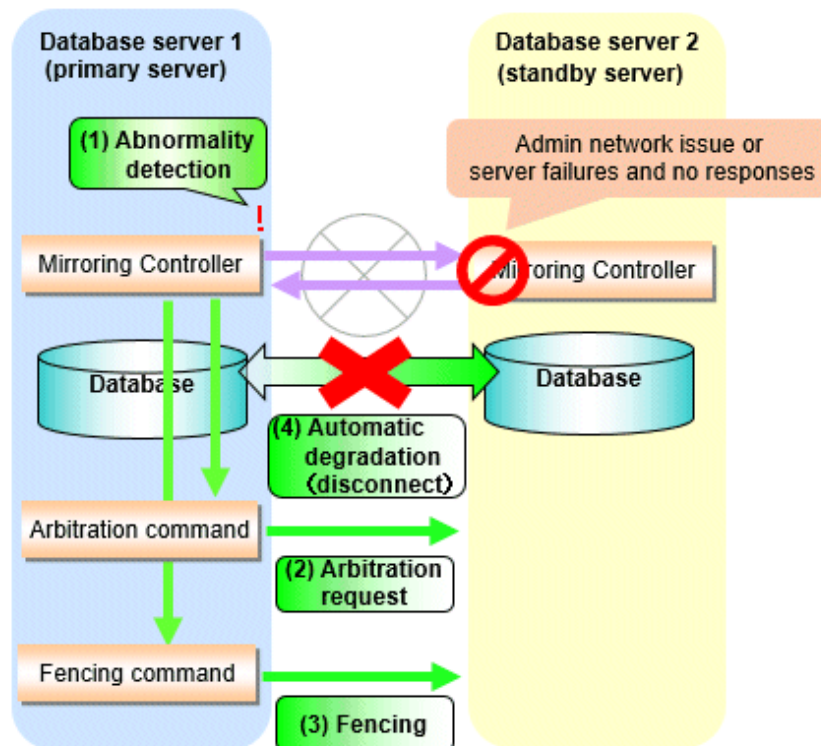 Database server 1
(primary server)
Database server 2
(standby server)
(1) Abnormality
detection
Admin network issue or
server failures and no responses
!
Mirroring Controller
Mirroring Controller
Database
Database
(4) Automatic
degradation
(disconnect)
Arbitration command
(2) Arbitration
request
Fencing command
(3) Fencing